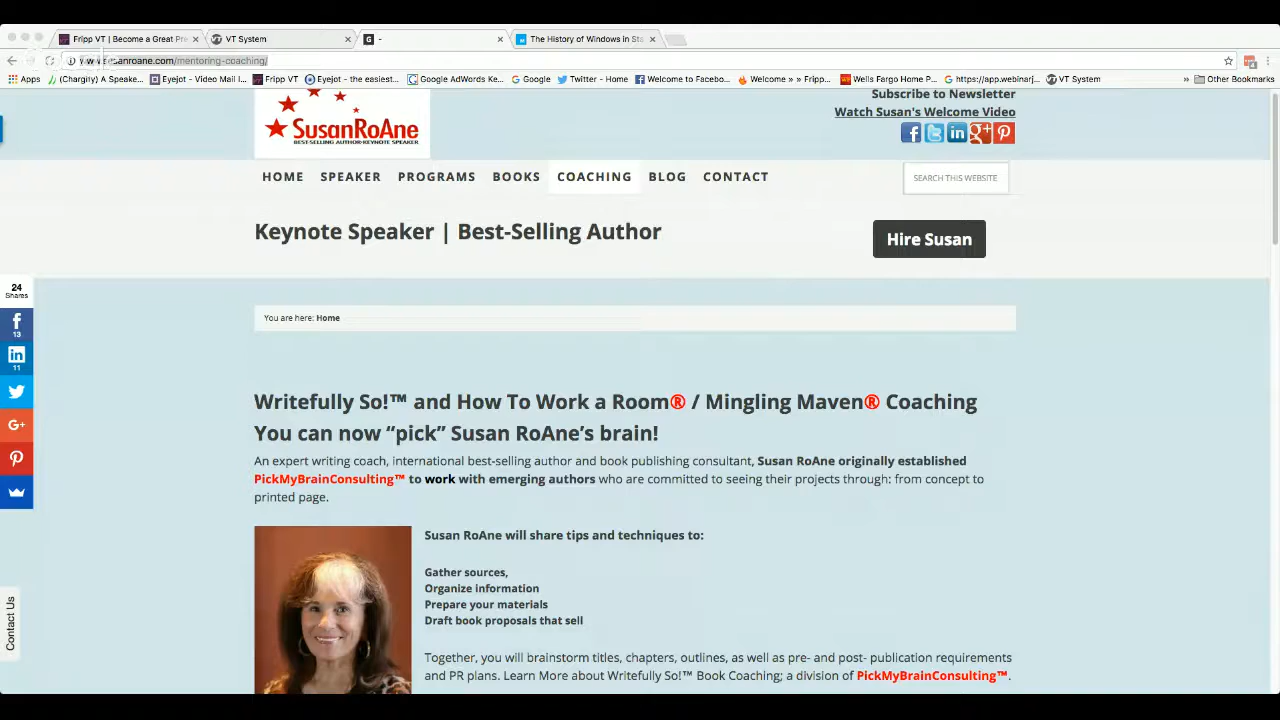 Fripp VT | Become a Great Pre
VT System
-
The History of Windows in Sta
sanroane.com/mentoring-coaching/
Apps
(Chargify) A Speake...
Eyejot - Video Mail I...
Fripp VT
Eyejot - the easiest...
Google AdWords Ke...
Google
Twitter - Home
Welcome to Facebo...
Welcome »» Fripp...
Wells Fargo Home P...
https://app.webinarj...
VT System
»
Other Bookmarks
SusanRoAne
BEST-SELLING AUTHOR·KEYNOTE SPEAKER
Subscribe to Newsletter
Watch Susan's Welcome Video
HOME SPEAKER PROGRAMS BOOKS COACHING BLOG CONTACT
SEARCH THIS WEBSITE
Keynote Speaker | Best-Selling Author
Hire Susan
24
Shares
13
11
You are here: Home
Writefully So!™ and How To Work a Room® / Mingling Maven® Coaching
You can now “pick” Susan RoAne’s brain!
An expert writing coach, international best-selling author and book publishing consultant, Susan RoAne originally established
PickMyBrainConsulting™ to work with emerging authors who are committed to seeing their projects through: from concept to
printed page.
Susan RoAne will share tips and techniques to:
Gather sources,
Organize information
Prepare your materials
Draft book proposals that sell
Together, you will brainstorm titles, chapters, outlines, as well as pre- and post- publication requirements
and PR plans. Learn More about Writefully So!™ Book Coaching; a division of PickMyBrainConsulting™.
Contact Us